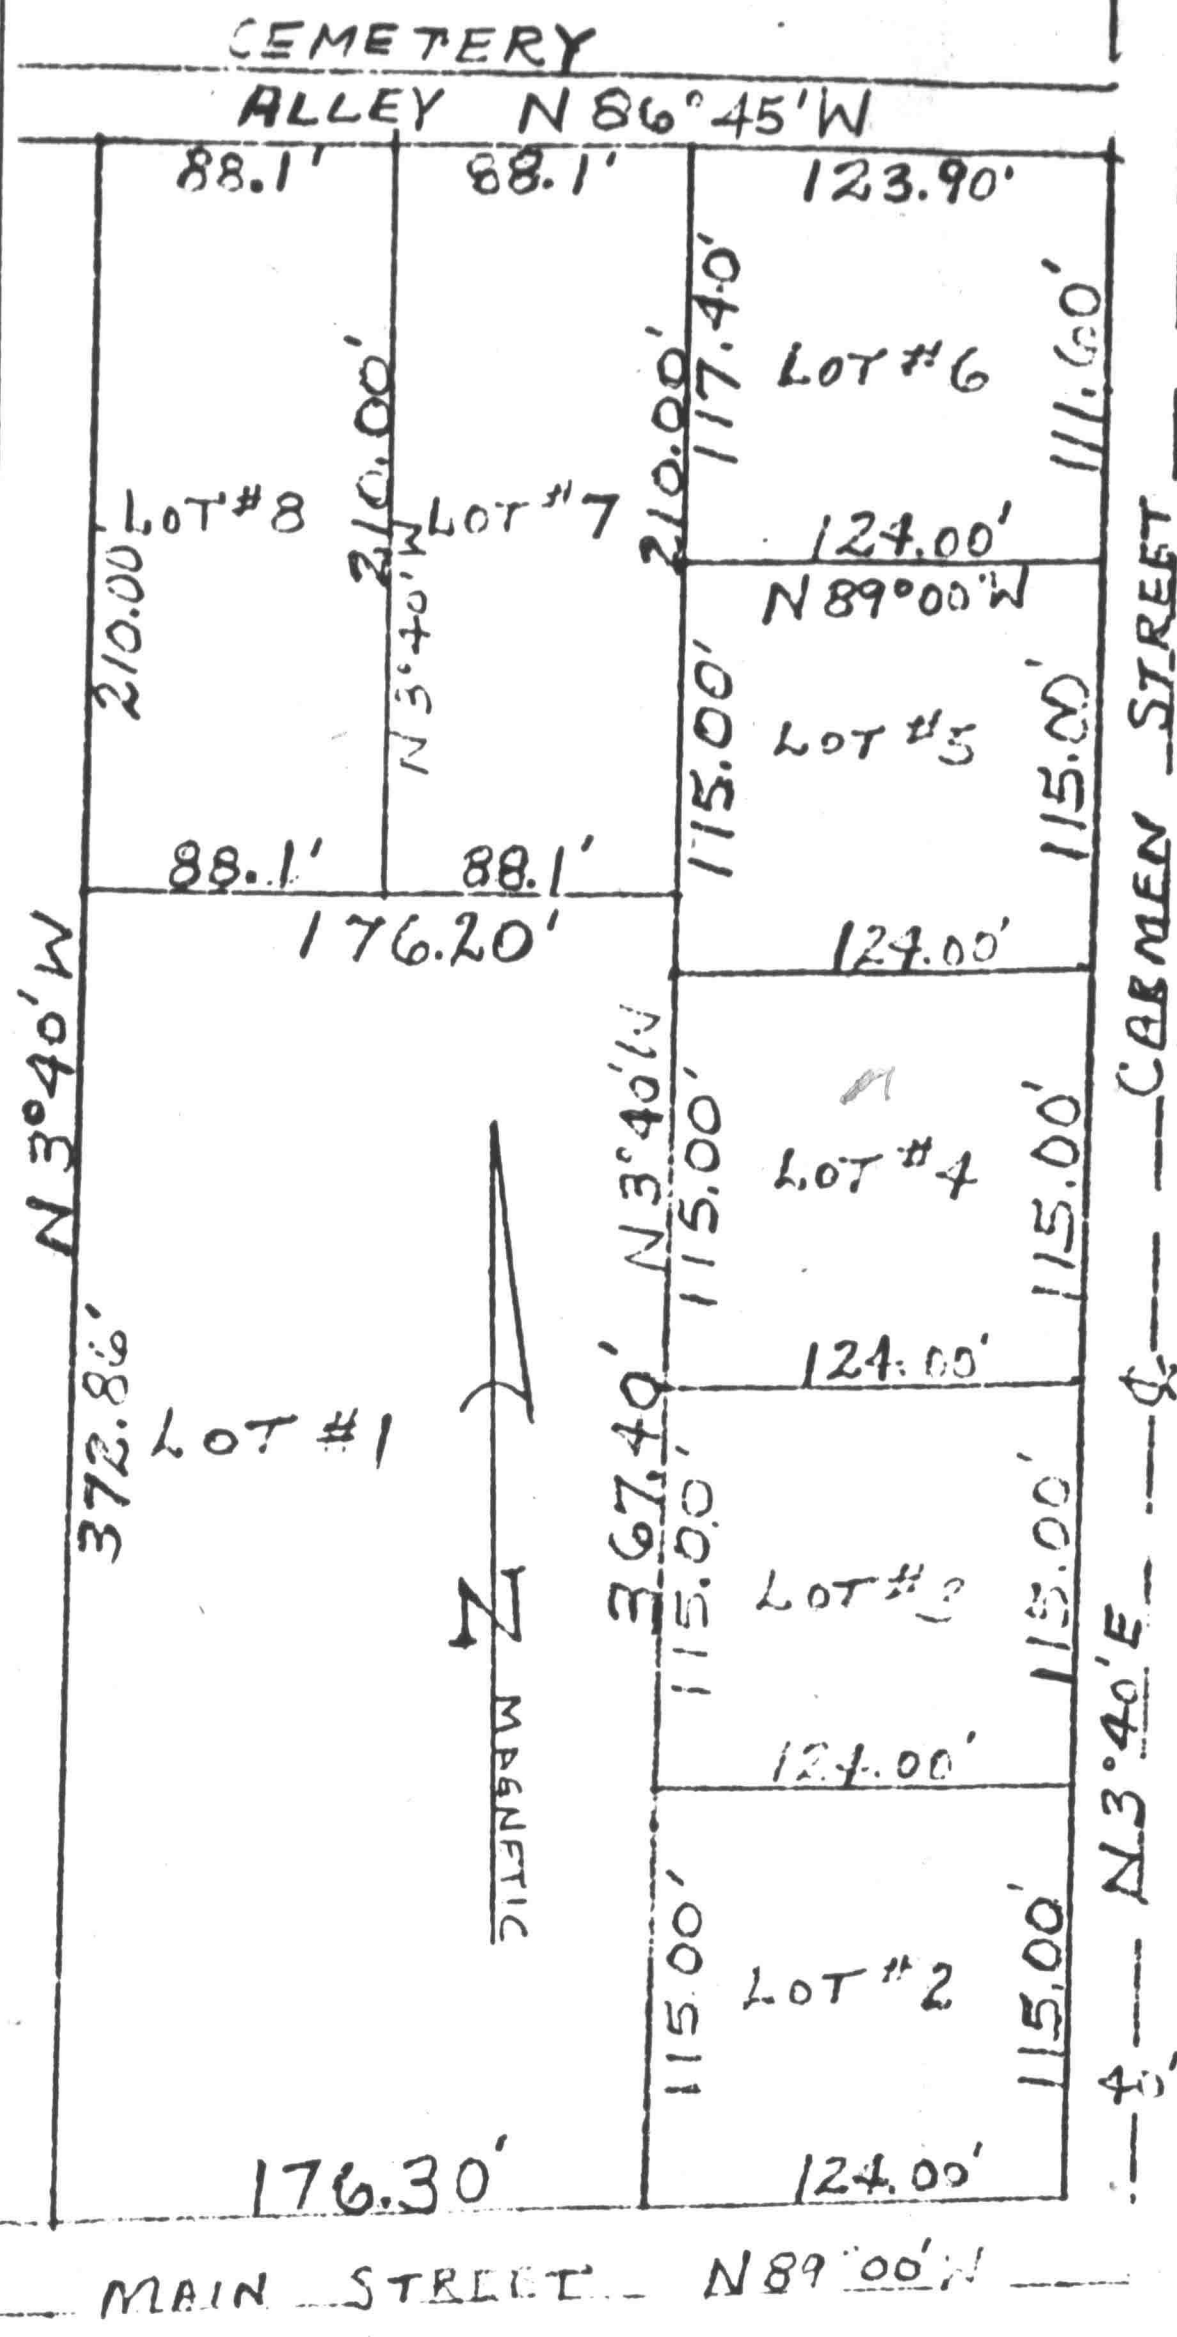 CEMETERY
ALLEY N 86°45'W
88.1'
88.1'
123.90'
117.40'
111.60'
LOT #6
210.00'
210.00'
124.00'
LOT #8
LOT #7
N 89°00'W
210.00
N 3°40'W
115.00'
115.00'
LOT #5
88.1'
88.1'
176.20'
124.00'
N 3°40'W
N 3°40'W
115.00'
115.00'
LOT #4
124.00'
372.86'
LOT #1
367.40'
115.00'
115.00'
LOT #3
N
MAGNETIC
124.00'
115.00'
115.00'
LOT #2
176.30'
124.00'
CARMEN STREET
N 3°40'E
MAIN STREET N 89°00'W